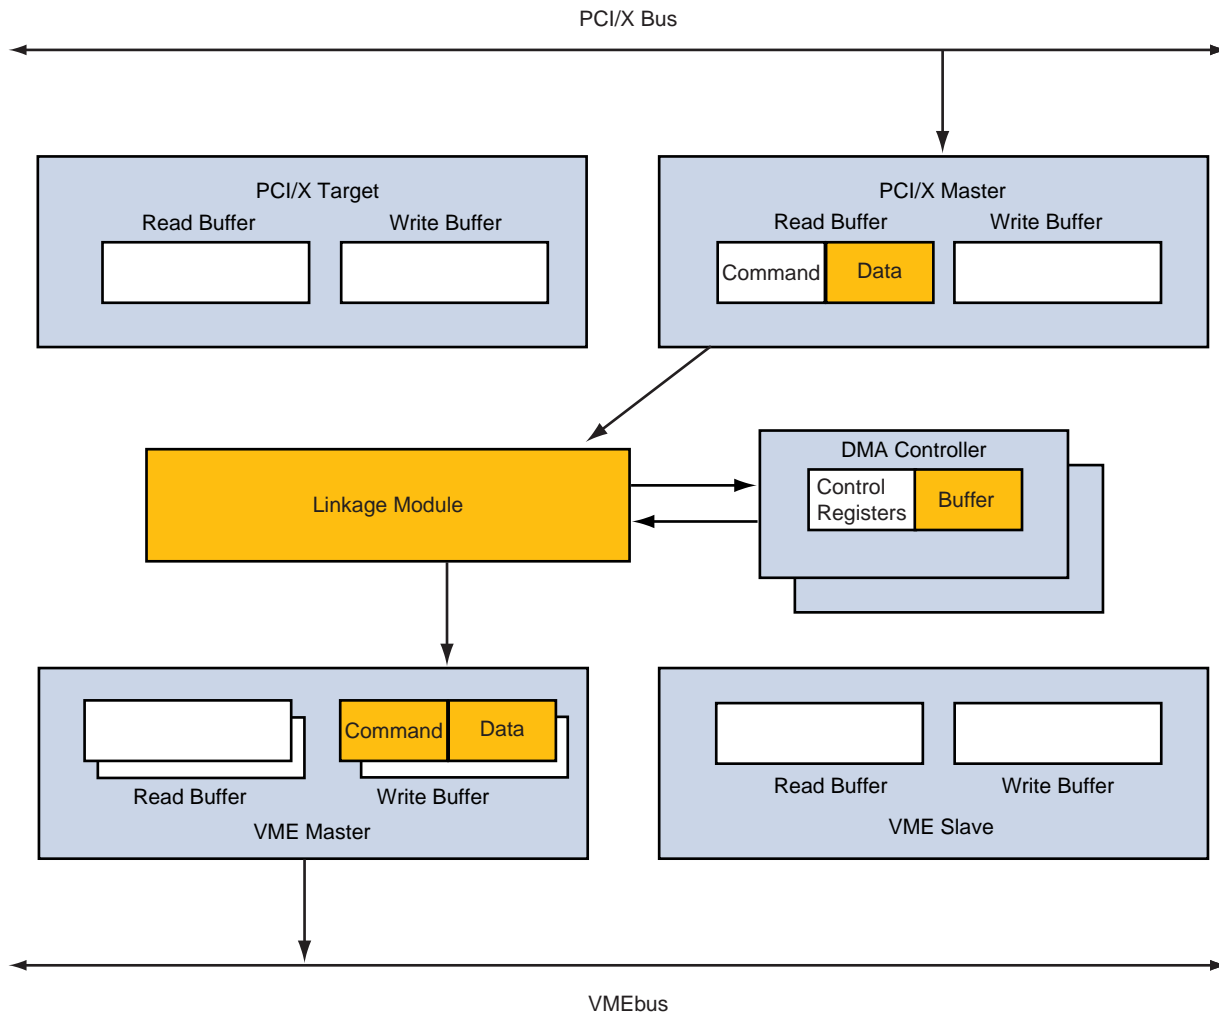 PCI/X Bus
PCI/X Target
Read Buffer
Write Buffer
PCI/X Master
Read Buffer
Write Buffer
Command
Data
Linkage Module
DMA Controller
Control
Registers
Buffer
Command
Data
Read Buffer
Write Buffer
VME Master
Read Buffer
Write Buffer
VME Slave
VMEbus